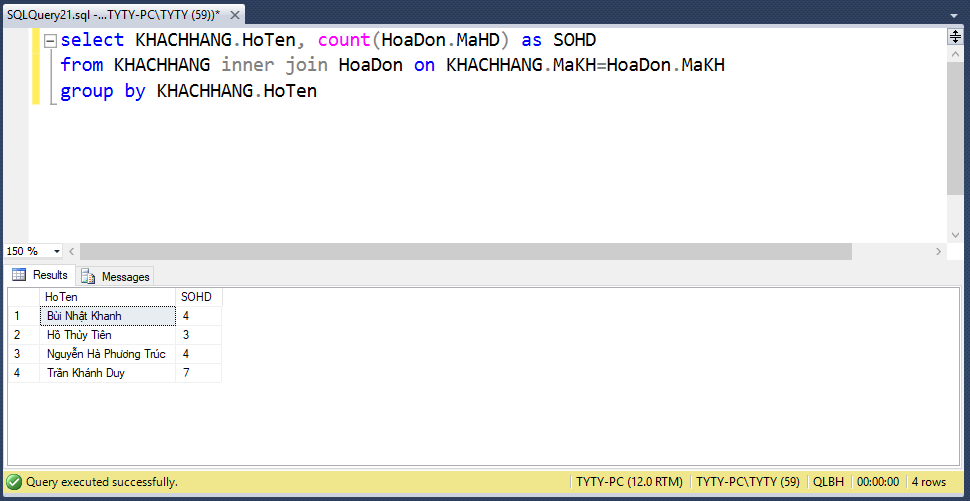 SQLQuery21.sql -...TYTY-PC\TYTY (59))*
select KHACHHANG.HoTen, count(HoaDon.MaHD) as SOHD
from KHACHHANG inner join HoaDon on KHACHHANG.MaKH=HoaDon.MaKH
group by KHACHHANG.HoTen
150 %
Results Messages
HoTen SOHD
1 Bùi Nhật Khanh 4
2 Hồ Thủy Tiên 3
3 Nguyễn Hà Phương Trúc 4
4 Trần Khánh Duy 7
Query executed successfully. TYTY-PC (12.0 RTM) TYTY-PC\TYTY (59) QLBH 00:00:00 4 rows